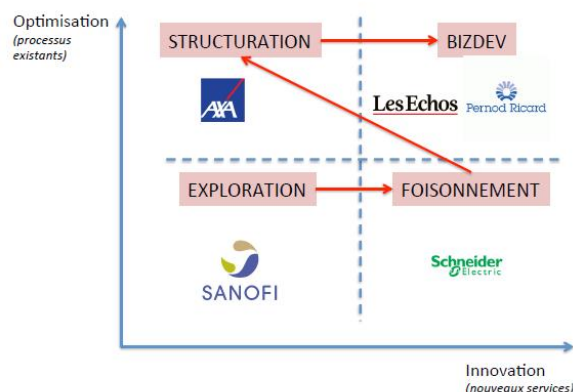 Optimisation
(processus
existants)
STRUCTURATION
BIZDEV
AXA
Les Echos
Pernod Ricard
EXPLORATION
FOISONNEMENT
SANOFI
Schneider
Electric
Innovation
(nouveaux services)